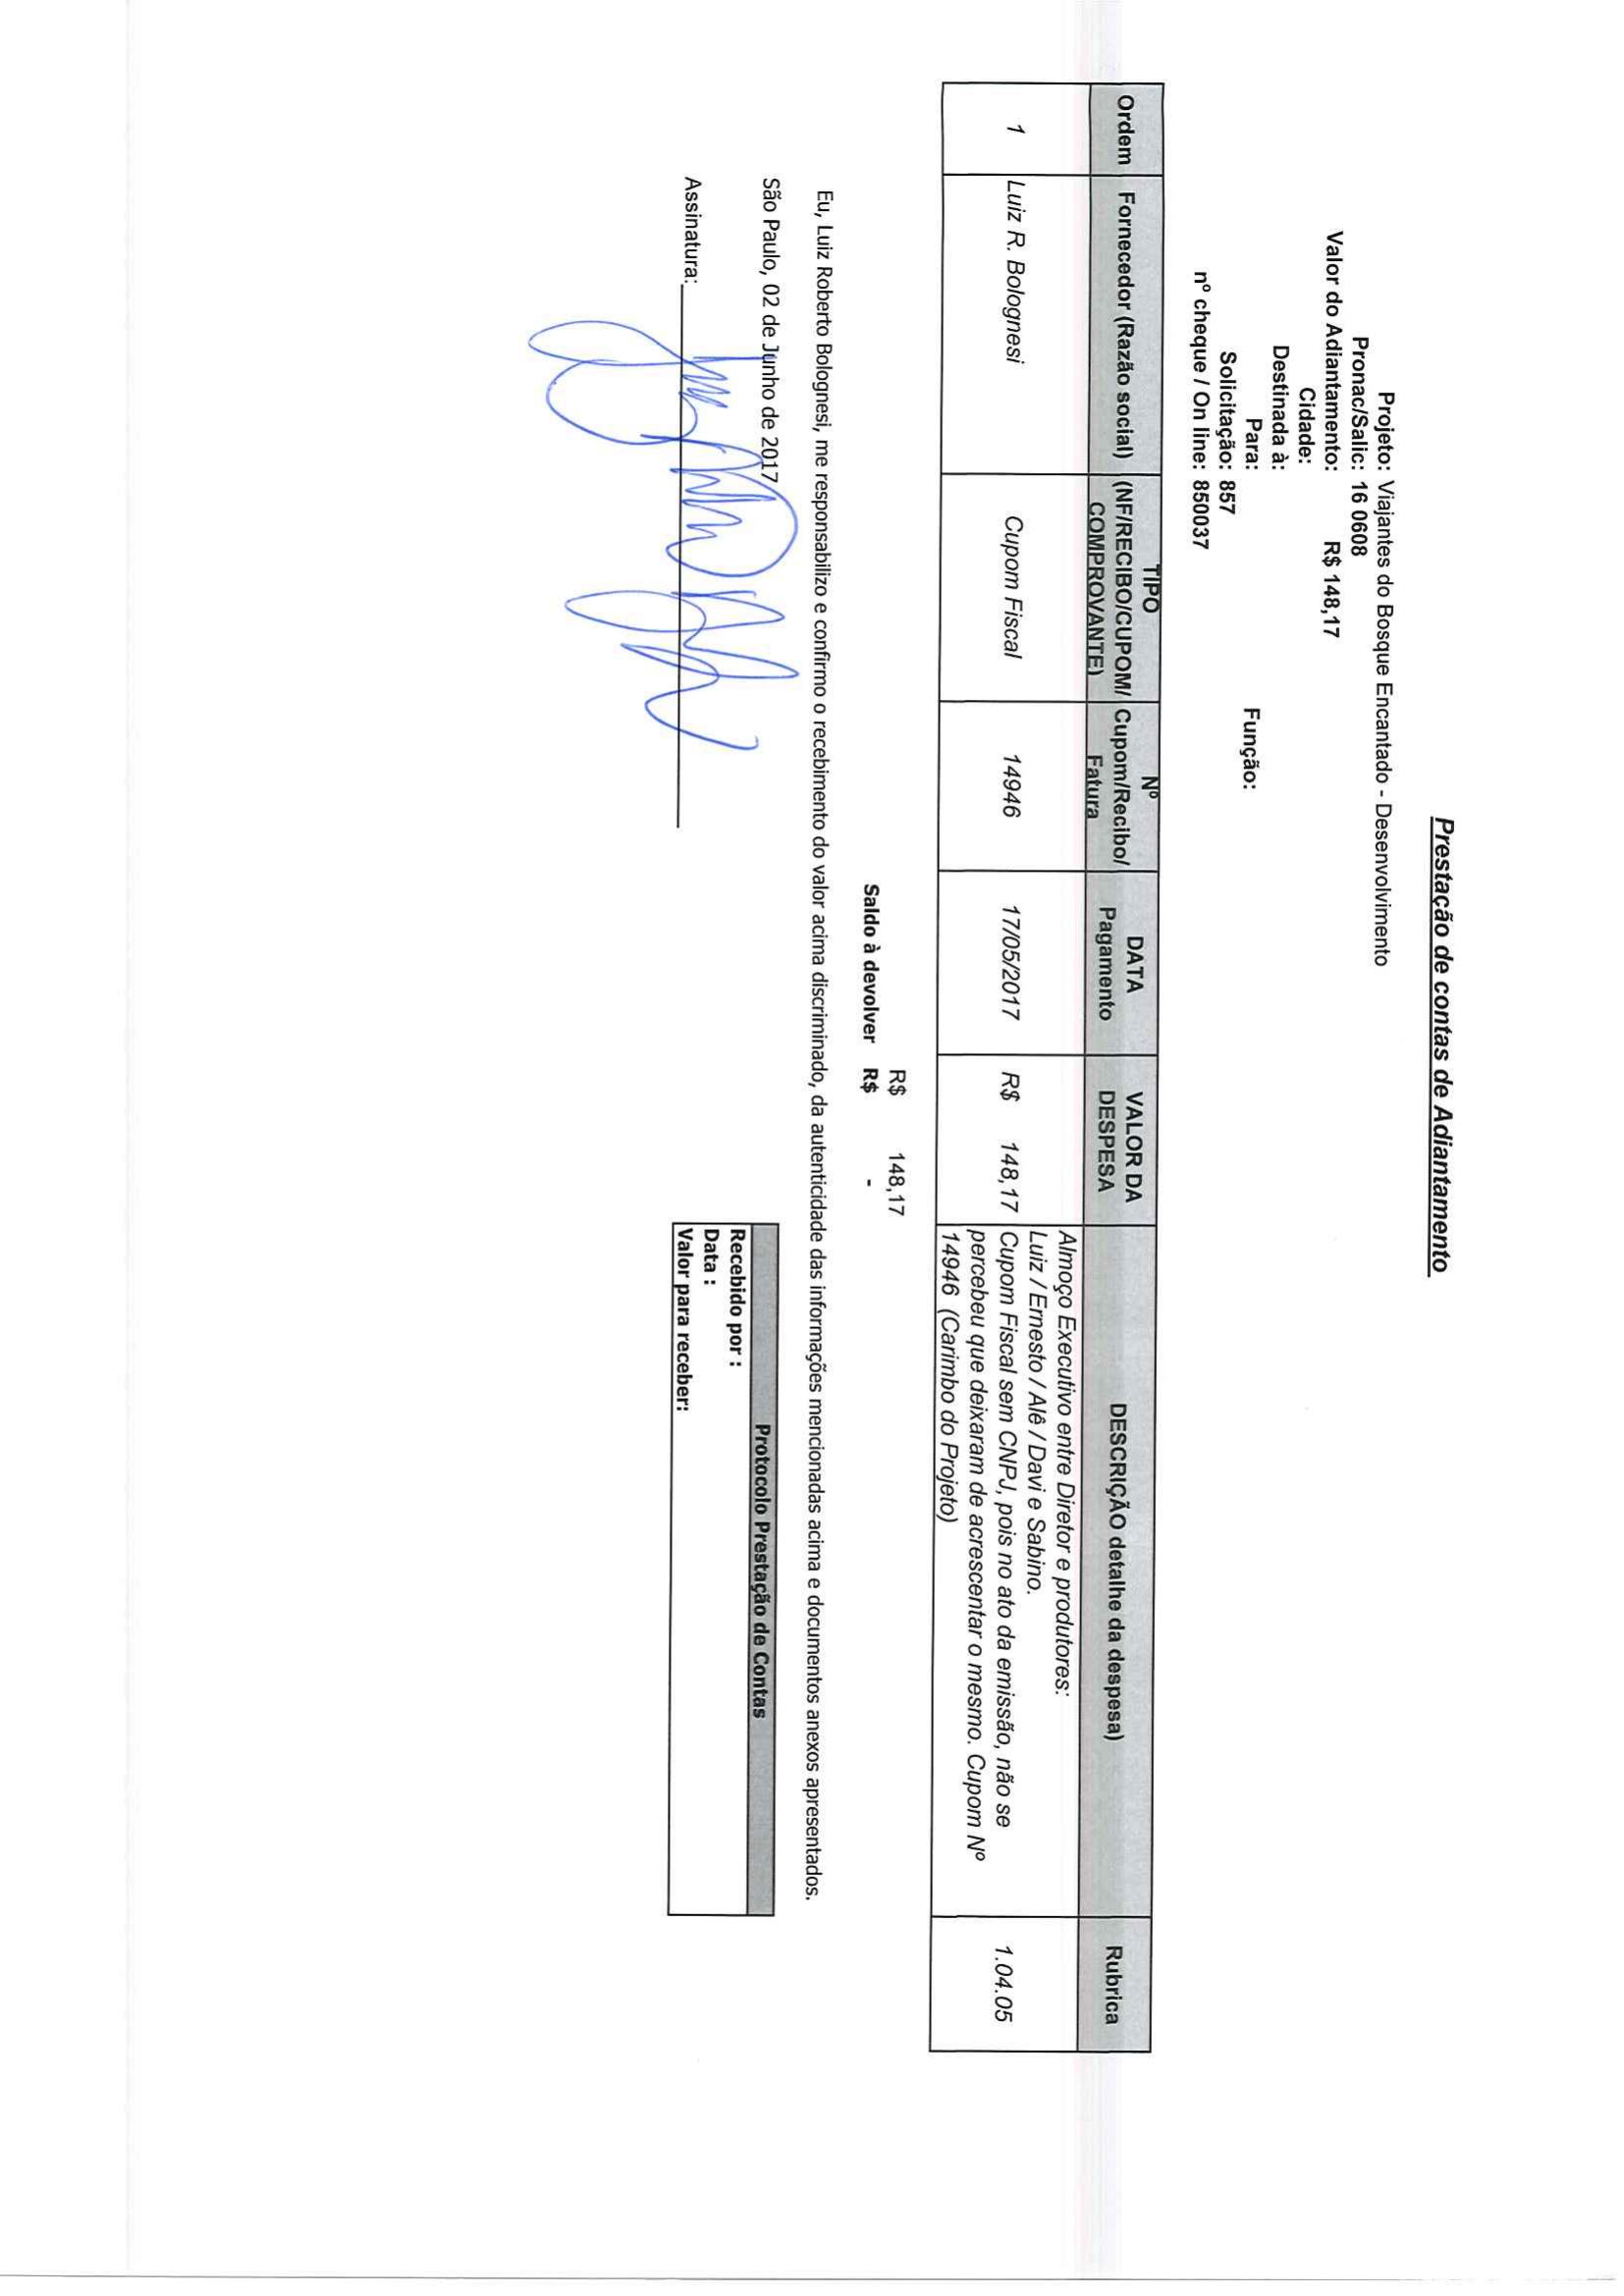 Prestação de contas de Adiantamento
Projeto: Viajantes do Bosque Encantado - Desenvolvimento
Pronac/Salic: 16 0608
Valor do Adiantamento: R$ 148,17
Cidade:
Destinada à:
Para: Função:
Solicitação: 857
nº cheque / On line: 850037
Ordem Fornecedor (Razão social) TIPO (NF/RECIBO/CUPOM/ COMPROVANTE) Nº Cupom/Recibo/ Fatura DATA Pagamento VALOR DA DESPESA DESCRIÇÃO detalhe da despesa) Rubrica
1 Luiz R. Bolognesi Cupom Fiscal 14946 17/05/2017 R$ 148,17
Almoço Executivo entre Diretor e produtores:
Luiz / Ernesto / Alê / Davi e Sabino.
Cupom Fiscal sem CNPJ, pois no ato da emissão, não se
percebeu que deixaram de acrescentar o mesmo. Cupom Nº
14946 (Carimbo do Projeto)
1.04.05
R$ 148,17
Saldo à devolver R$ -
Eu, Luiz Roberto Bolognesi, me responsabilizo e confirmo o recebimento do valor acima discriminado, da autenticidade das informações mencionadas acima e documentos anexos apresentados.
São Paulo, 02 de Junho de 2017
Assinatura:
Protocolo Prestação de Contas
Recebido por :
Data :
Valor para receber: